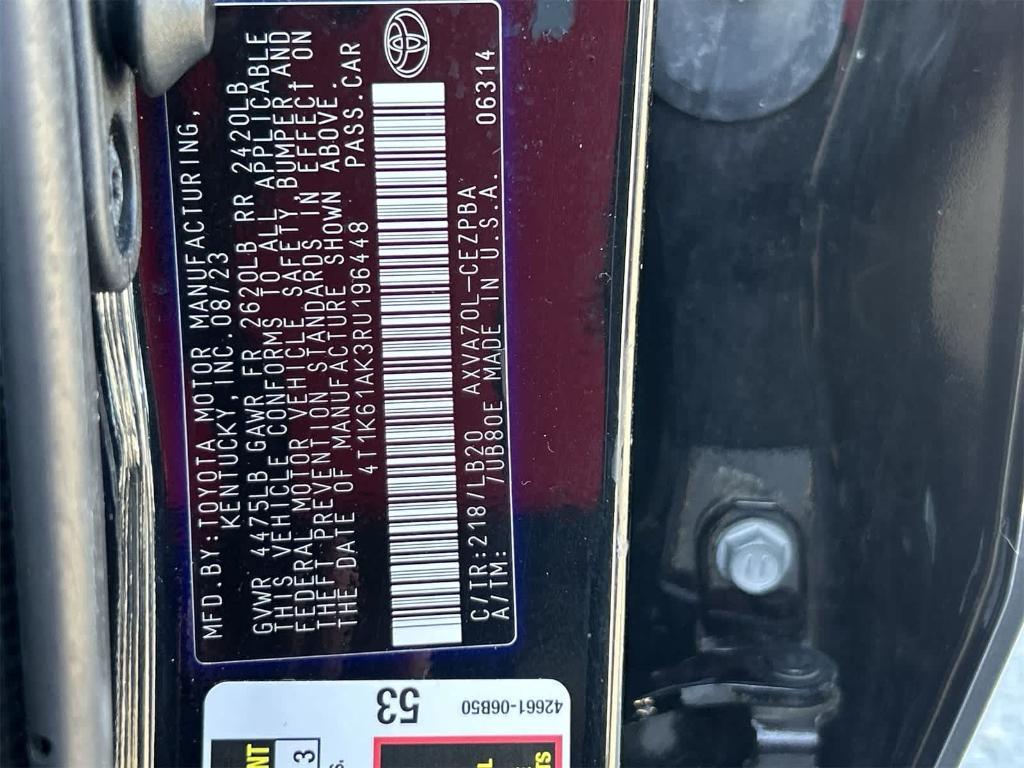 MFD.BY:TOYOTA MOTOR MANUFACTURING,
KENTUCKY,INC. 08/23
GVWR 4475LB GAWR FR 2620LB RR 2420LB
THIS VEHICLE CONFORMS TO ALL APPLICABLE
FEDERAL MOTOR VEHICLE SAFETY,BUMPER,AND
THEFT PREVENTION STANDARDS IN EFFECT ON
THE DATE OF MANUFACTURE SHOWN ABOVE.
4T1K61AK3RU196448 PASS.CAR
C/TR:218/LB20 AXVA70L-CEZPBA
A/TM: /UB80E MADE IN U.S.A. 06314
53
42661-06B50
NT
3
S.
L
TS